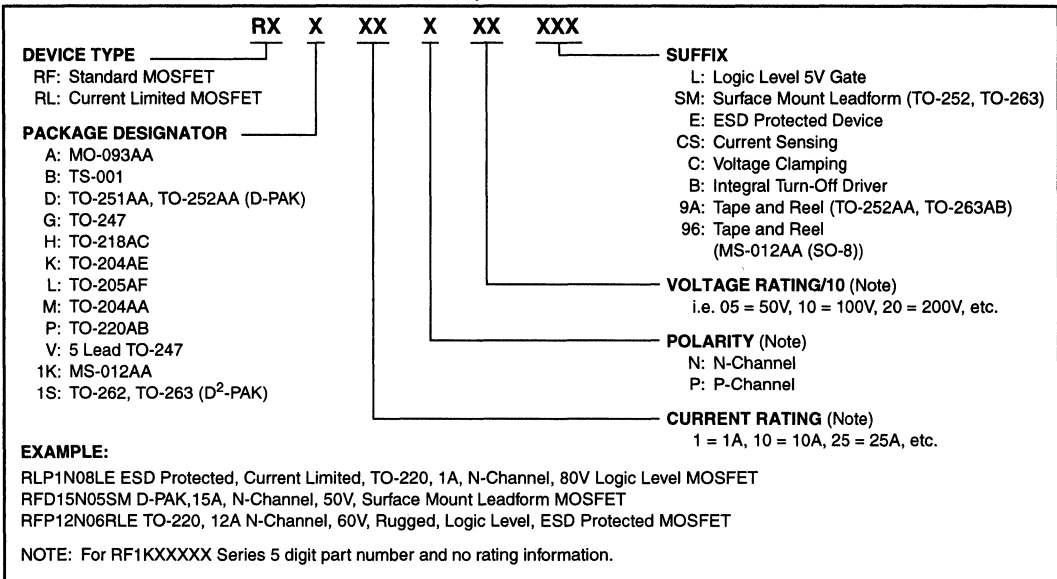 RX X XX X XX XXX
DEVICE TYPE
RF: Standard MOSFET
RL: Current Limited MOSFET
PACKAGE DESIGNATOR
A: MO-093AA
B: TS-001
D: TO-251AA, TO-252AA (D-PAK)
G: TO-247
H: TO-218AC
K: TO-204AE
L: TO-205AF
M: TO-204AA
P: TO-220AB
V: 5 Lead TO-247
1K: MS-012AA
1S: TO-262, TO-263 (D²-PAK)
SUFFIX
L: Logic Level 5V Gate
SM: Surface Mount Leadform (TO-252, TO-263)
E: ESD Protected Device
CS: Current Sensing
C: Voltage Clamping
B: Integral Turn-Off Driver
9A: Tape and Reel (TO-252AA, TO-263AB)
96: Tape and Reel
(MS-012AA (SO-8))
VOLTAGE RATING/10 (Note)
i.e. 05 = 50V, 10 = 100V, 20 = 200V, etc.
POLARITY (Note)
N: N-Channel
P: P-Channel
CURRENT RATING (Note)
1 = 1A, 10 = 10A, 25 = 25A, etc.
EXAMPLE:
RLP1N08LE ESD Protected, Current Limited, TO-220, 1A, N-Channel, 80V Logic Level MOSFET
RFD15N05SM D-PAK,15A, N-Channel, 50V, Surface Mount Leadform MOSFET
RFP12N06RLE TO-220, 12A N-Channel, 60V, Rugged, Logic Level, ESD Protected MOSFET
NOTE: For RF1KXXXXX Series 5 digit part number and no rating information.